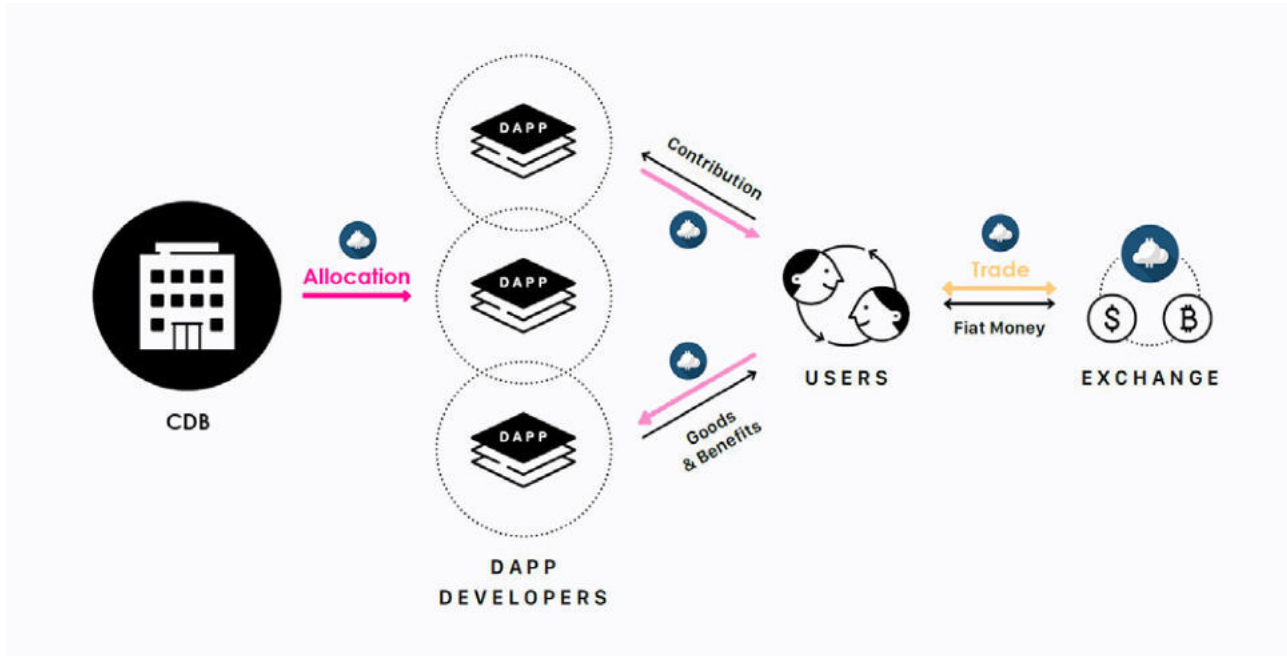 DAPP
Contribution
Allocation
DAPP
Trade
Fiat Money
CDB
USERS
EXCHANGE
DAPP
Goods
& Benefits
DAPP
DEVELOPERS